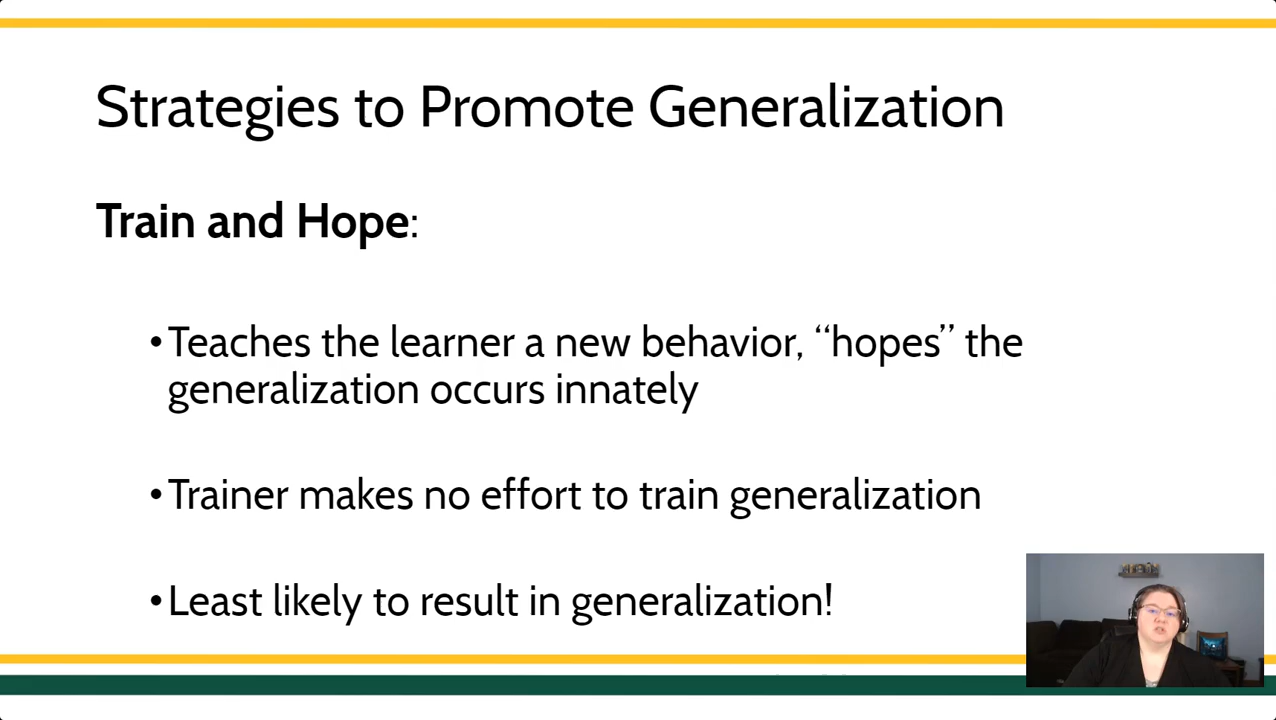 Strategies to Promote Generalization
Train and Hope:
•Teaches the learner a new behavior, “hopes” the
generalization occurs innately
•Trainer makes no effort to train generalization
•Least likely to result in generalization!